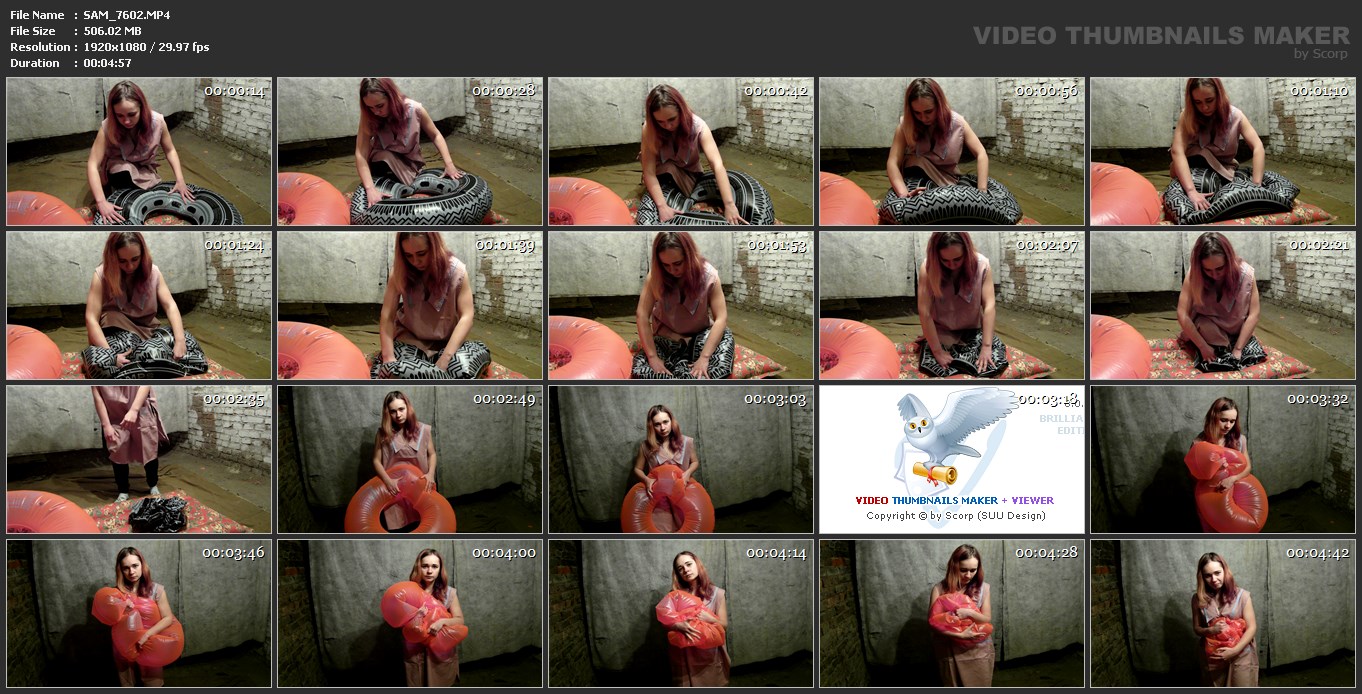 File Name : SAM_7602.MP4
File Size : 506.02 MB
Resolution : 1920x1080 / 29.97 fps
Duration : 00:04:57
VIDEO THUMBNAILS MAKER
by Scorp
00:00:14
00:00:28
00:00:42
00:00:56
00:01:10
00:01:24
00:01:39
00:01:53
00:02:07
00:02:21
00:02:35
00:02:49
00:03:03
00:03:18
BRILLIA
EDIT
VIDEO THUMBNAILS MAKER + VIEWER
Copyright © by Scorp (SUU Design)
00:03:32
00:03:46
00:04:00
00:04:14
00:04:28
00:04:42